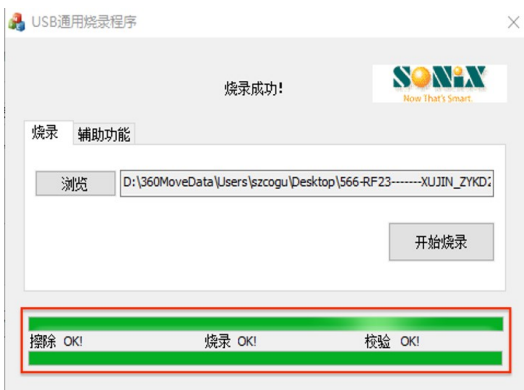 USB通用烧录程序
烧录成功!
SONiX
Now That's Smart.
烧录 辅助功能
浏览 D:\360MoveData\Users\szcogu\Desktop\566-RF23-------XUJIN_ZYKD2
开始烧录
擦除 OK! 烧录 OK! 校验 OK!